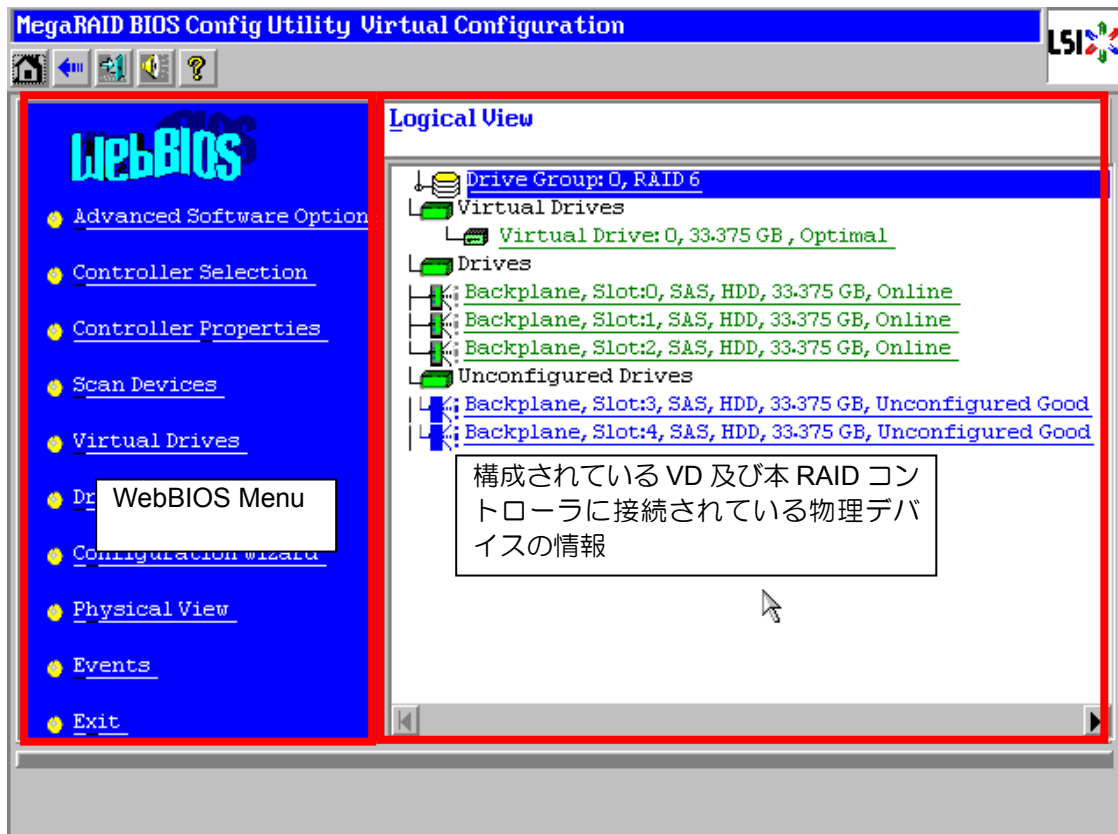 MegaRAID BIOS Config Utility Virtual Configuration
LSI
WebBIOS
Advanced Software Option
Controller Selection
Controller Properties
Scan Devices
Virtual Drives
Dr
WebBIOS Menu
Configuration Wizard
Physical View
Events
Exit
Logical View
Drive Group: 0, RAID 6
Virtual Drives
Virtual Drive: 0, 33.375 GB , Optimal
Drives
Backplane, Slot:0, SAS, HDD, 33.375 GB, Online
Backplane, Slot:1, SAS, HDD, 33.375 GB, Online
Backplane, Slot:2, SAS, HDD, 33.375 GB, Online
Unconfigured Drives
Backplane, Slot:3, SAS, HDD, 33.375 GB, Unconfigured Good
Backplane, Slot:4, SAS, HDD, 33.375 GB, Unconfigured Good
構成されている VD 及び本 RAID コン
トローラに接続されている物理デバ
イスの情報